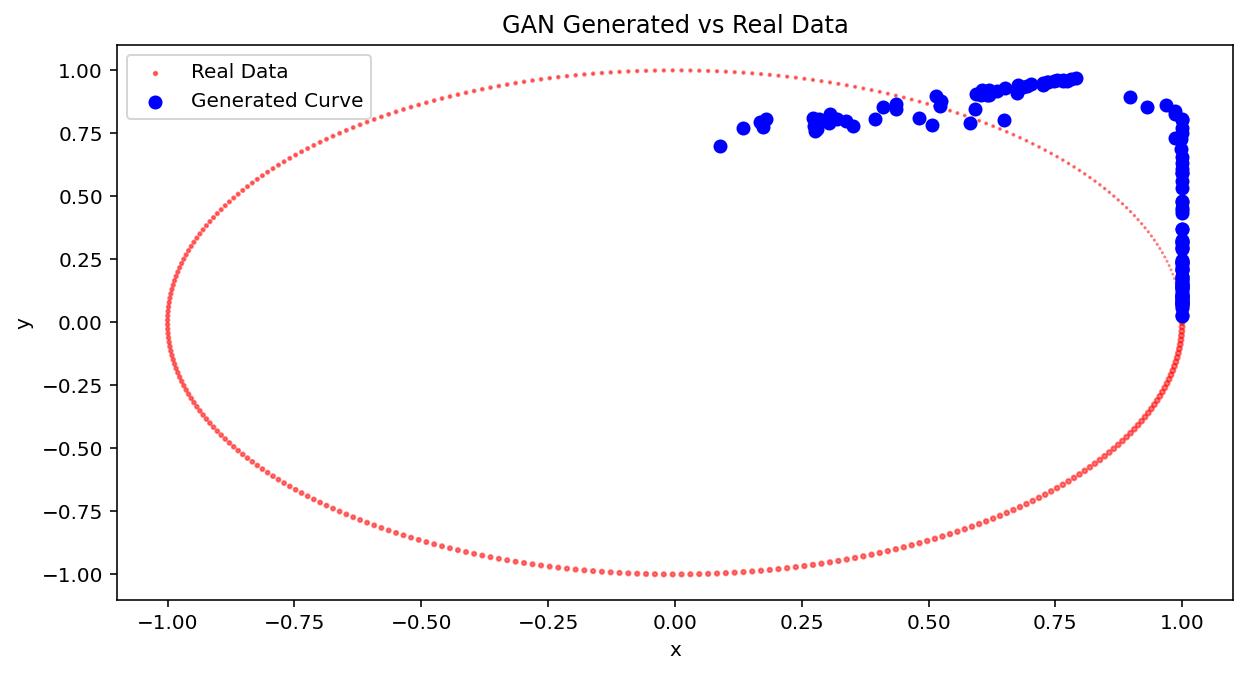 GAN Generated vs Real Data
Real Data
Generated Curve
1.00
0.75
0.50
0.25
0.00
−0.25
−0.50
−0.75
−1.00
y
−1.00 −0.75 −0.50 −0.25 0.00 0.25 0.50 0.75 1.00
x